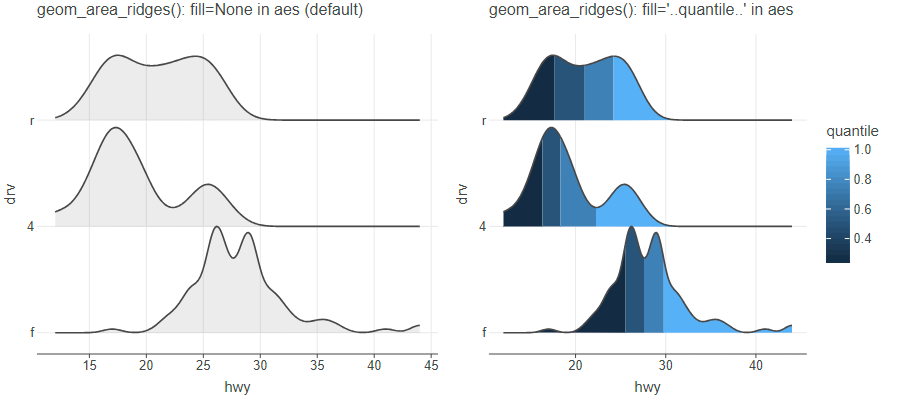 geom_area_ridges(): fill=None in aes (default)
r
4
f
drv
15 20 25 30 35 40 45
hwy
geom_area_ridges(): fill='..quantile..' in aes
r
4
f
drv
20 30 40
hwy
quantile
1.0
0.8
0.6
0.4